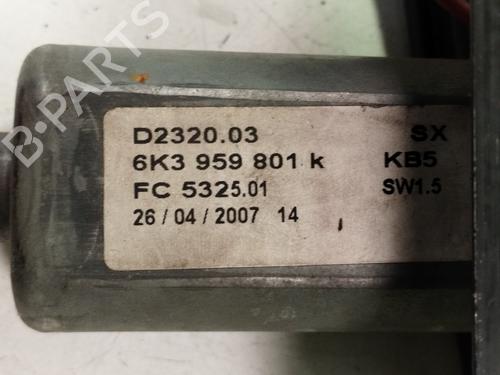 B-PARTS
D2320.03 SX
6K3 959 801 k KB5
FC 5325.01 SW1.5
26 / 04 / 2007 14